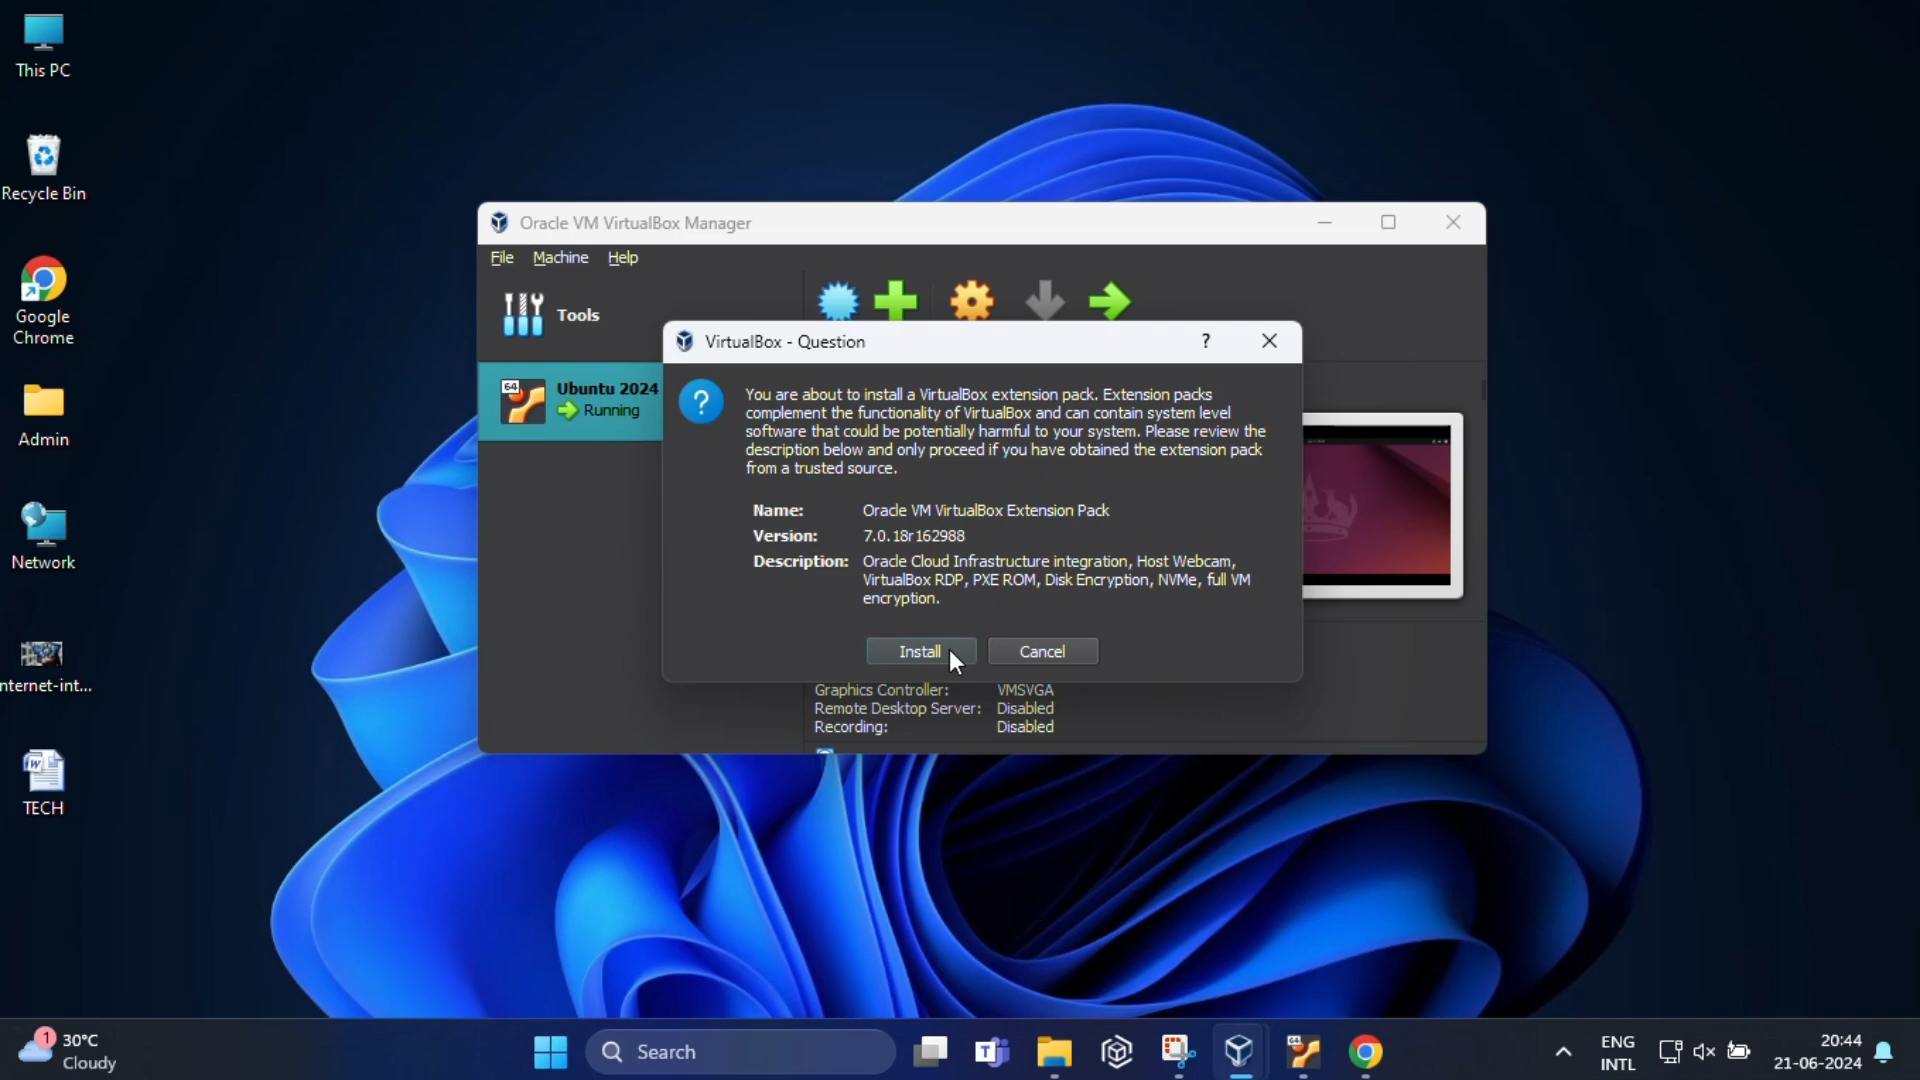 This PC
Recycle Bin
Google
Chrome
Admin
Network
nternet-int...
TECH
Oracle VM VirtualBox Manager
File Machine Help
Tools
64
Ubuntu 2024
Running
VirtualBox - Question
?
You are about to install a VirtualBox extension pack. Extension packs
complement the functionality of VirtualBox and can contain system level
software that could be potentially harmful to your system. Please review the
description below and only proceed if you have obtained the extension pack
from a trusted source.
Name: Oracle VM VirtualBox Extension Pack
Version: 7.0.18r162988
Description: Oracle Cloud Infrastructure integration, Host Webcam,
VirtualBox RDP, PXE ROM, Disk Encryption, NVMe, full VM
encryption.
Install Cancel
Graphics Controller: VMSVGA
Remote Desktop Server: Disabled
Recording: Disabled
1
30°C
Cloudy
Search
ENG
INTL
20:44
21-06-2024